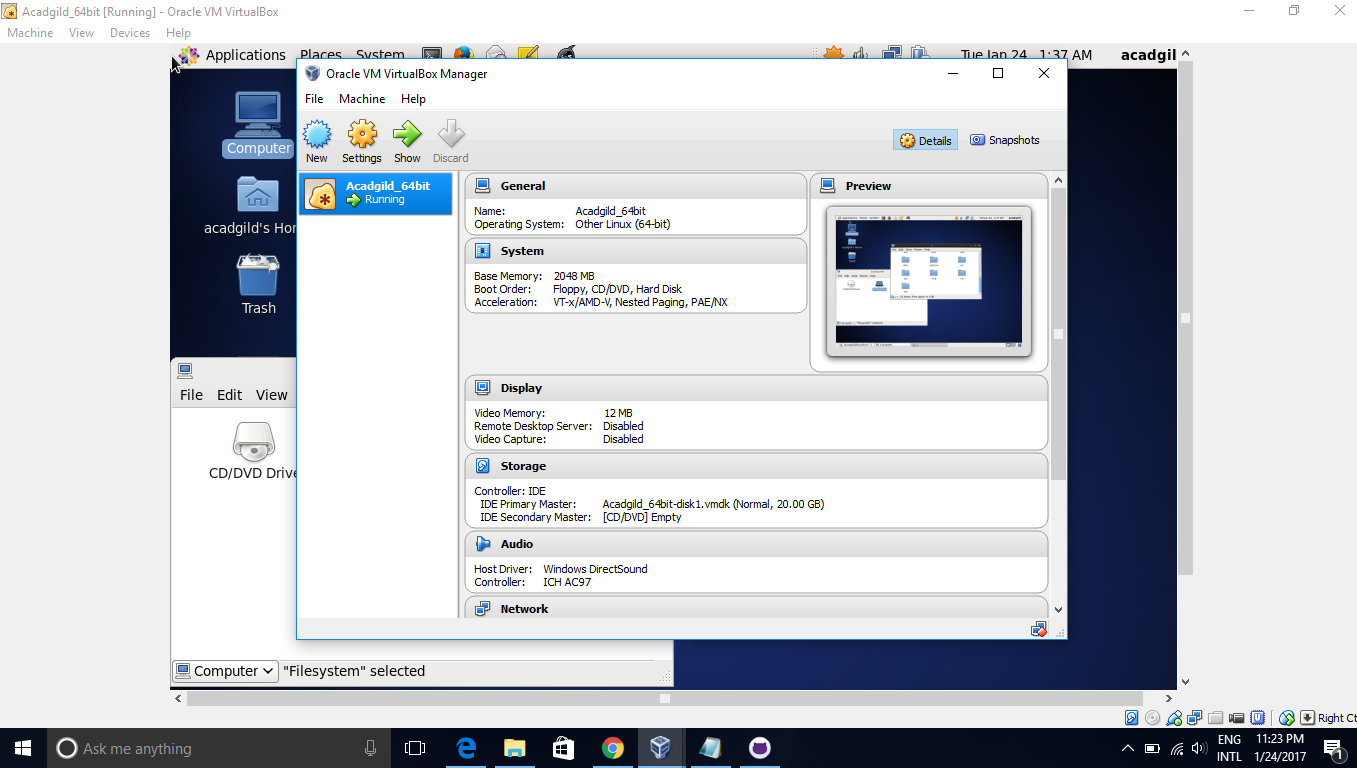 Acadgild_64bit [Running] - Oracle VM VirtualBox
Machine View Devices Help
Applications Places System Tue Jan 24 1:37 AM acadgil
Computer
acadgild's Hor
Trash
File Edit View
CD/DVD Drive
Computer "Filesystem" selected
Oracle VM VirtualBox Manager
File Machine Help
New Settings Show Discard Details Snapshots
Acadgild_64bit
Running
General
Name: Acadgild_64bit
Operating System: Other Linux (64-bit)
System
Base Memory: 2048 MB
Boot Order: Floppy, CD/DVD, Hard Disk
Acceleration: VT-x/AMD-V, Nested Paging, PAE/NX
Preview
Display
Video Memory: 12 MB
Remote Desktop Server: Disabled
Video Capture: Disabled
Storage
Controller: IDE
IDE Primary Master: Acadgild_64bit-disk1.vmdk (Normal, 20.00 GB)
IDE Secondary Master: [CD/DVD] Empty
Audio
Host Driver: Windows DirectSound
Controller: ICH AC97
Network
Right Ct
Ask me anything
ENG
INTL
11:23 PM
1/24/2017
1